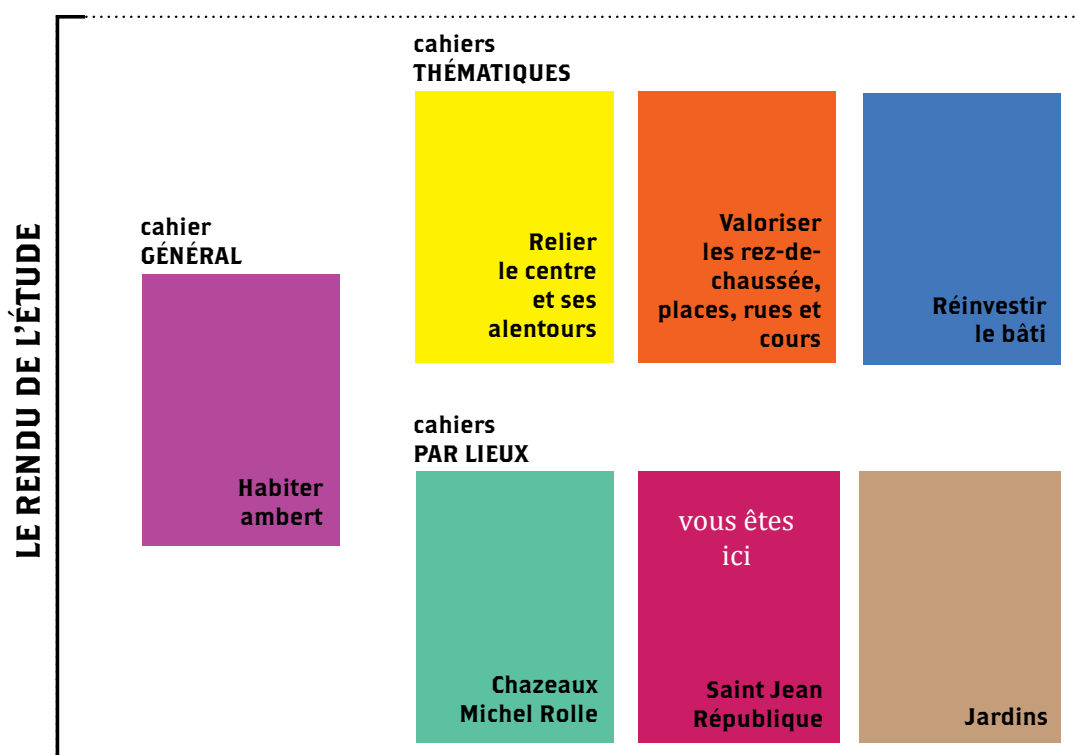 LE RENDU DE L'ÉTUDE
cahier
GÉNÉRAL
Habiter
ambert
cahiers
THÉMATIQUES
Relier
le centre
et ses
alentours
Valoriser
les rez-de-
chaussée,
places, rues et
cours
Réinvestir
le bâti
cahiers
PAR LIEUX
Chazeaux
Michel Rolle
vous êtes
ici
Saint Jean
République
Jardins